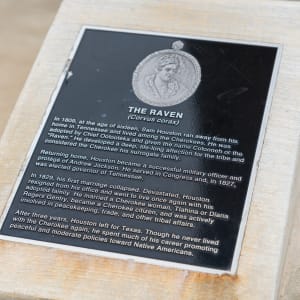 THE RAVEN
(Corvus corax)
In 1809, at the age of sixteen, Sam Houston ran away from his
home in Tennessee and lived among the Cherokees. He was
adopted by Chief Oolooteka and given the name Colonneh or the
"Raven." He developed a deep, life-long affection for the tribe and
considered the Cherokee his surrogate family.
Returning home, Houston became a successful military officer and
protégé of Andrew Jackson. He served in Congress and, in 1827,
was elected governor of Tennessee.
In 1829, his first marriage collapsed. Devastated, Houston
resigned from his office and went to live once again with his
adopted family. He married a Cherokee woman, Tiahina or Diana
Rogers Gentry, became a Cherokee citizen, and was actively
involved in peacekeeping, trade, and other tribal affairs.
After three years, Houston left for Texas. Though he never lived
with the Cherokee again, he spent much of his career promoting
peaceful and moderate policies toward Native Americans.